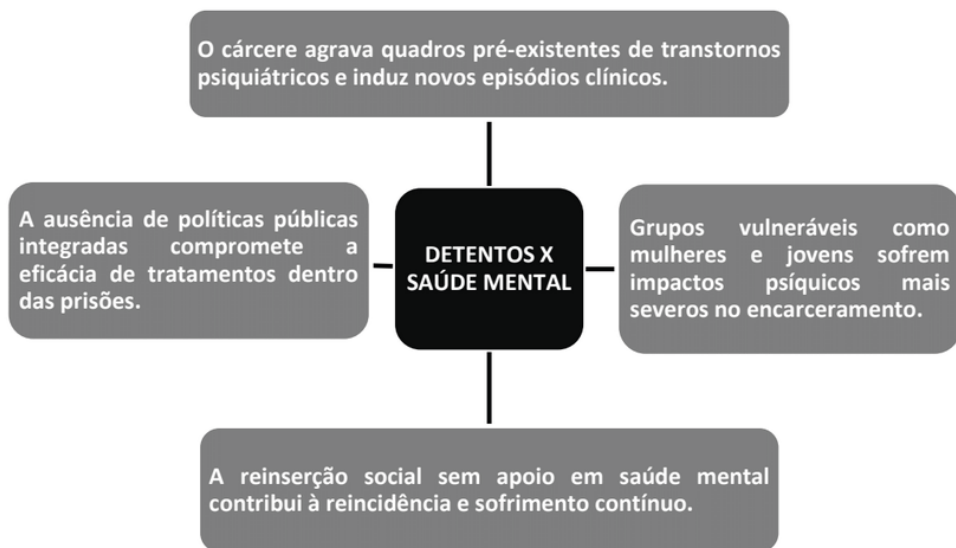 O cárcere agrava quadros pré-existentes de transtornos
psiquiátricos e induz novos episódios clínicos.
A ausência de políticas públicas
integradas compromete a
eficácia de tratamentos dentro
das prisões.
DETENTOS X
SAÚDE MENTAL
Grupos vulneráveis como
mulheres e jovens sofrem
impactos psíquicos mais
severos no encarceramento.
A reinserção social sem apoio em saúde mental
contribui à reincidência e sofrimento contínuo.